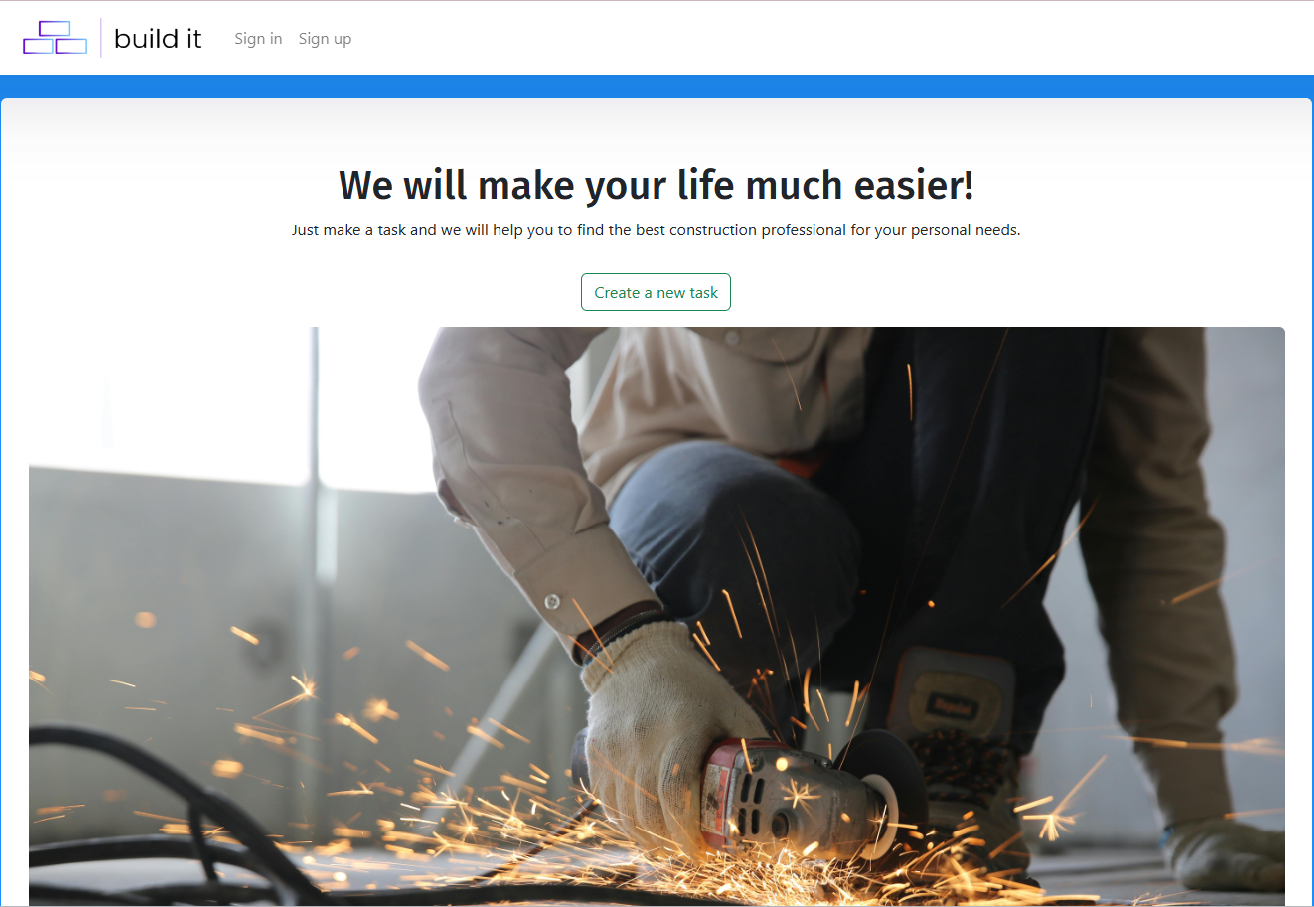 build it
Sign in
Sign up
We will make your life much easier!
Just make a task and we will help you to find the best construction professional for your personal needs.
Create a new task